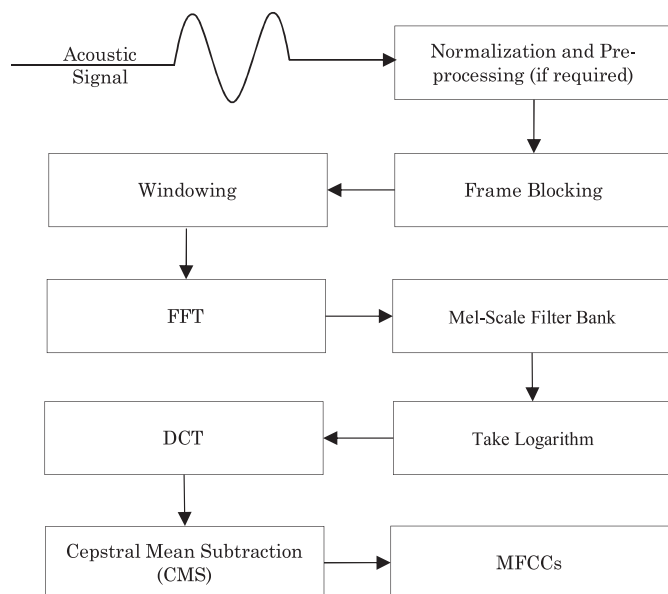 Acoustic
Signal
Normalization and Pre-
processing (if required)
Windowing
Frame Blocking
FFT
Mel-Scale Filter Bank
DCT
Take Logarithm
Cepstral Mean Subtraction
(CMS)
MFCCs